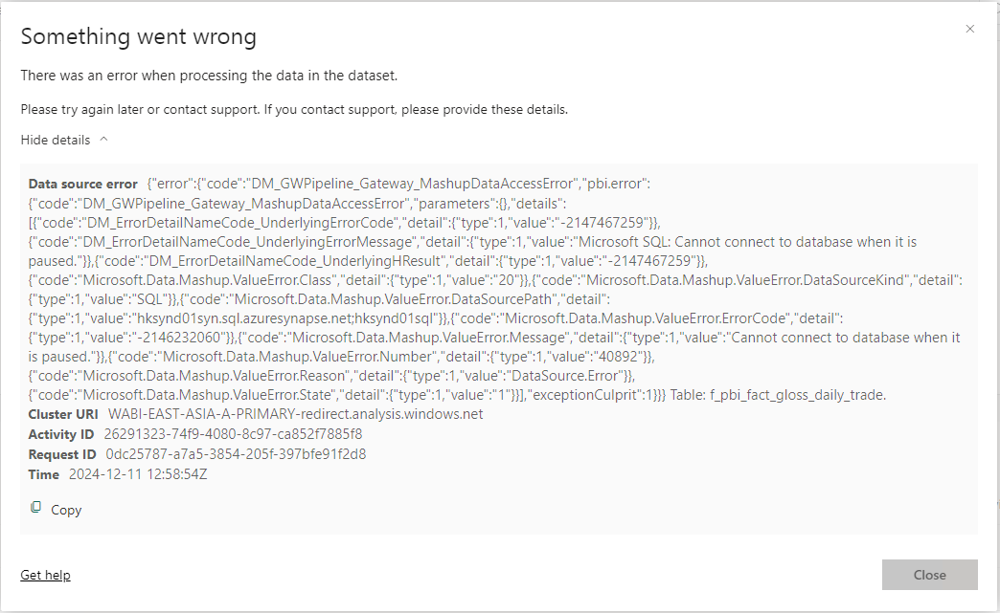 Something went wrong
There was an error when processing the data in the dataset.
Please try again later or contact support. If you contact support, please provide these details.
Hide details
Data source error {"error":{"code":"DM_GWPipeline_Gateway_MashupDataAccessError","pbi.error":
{"code":"DM_GWPipeline_Gateway_MashupDataAccessError","parameters":{},"details":
[{"code":"DM_ErrorDetailNameCode_UnderlyingErrorCode","detail":{"type":1,"value":"-2147467259"}},
{"code":"DM_ErrorDetailNameCode_UnderlyingErrorMessage","detail":{"type":1,"value":"Microsoft SQL: Cannot connect to database when it is
paused."}},{"code":"DM_ErrorDetailNameCode_UnderlyingHResult","detail":{"type":1,"value":"-2147467259"}},
{"code":"Microsoft.Data.Mashup.ValueError.Class","detail":{"type":1,"value":"20"}},{"code":"Microsoft.Data.Mashup.ValueError.DataSourceKind","detail":
{"type":1,"value":"SQL"}},{"code":"Microsoft.Data.Mashup.ValueError.DataSourcePath","detail":
{"type":1,"value":"hksynd01syn.sql.azuresynapse.net;hksynd01sql"}},{"code":"Microsoft.Data.Mashup.ValueError.ErrorCode","detail":
{"type":1,"value":"-2146232060"}},{"code":"Microsoft.Data.Mashup.ValueError.Message","detail":{"type":1,"value":"Cannot connect to database when it
is paused."}},{"code":"Microsoft.Data.Mashup.ValueError.Number","detail":{"type":1,"value":"40892"}},
{"code":"Microsoft.Data.Mashup.ValueError.Reason","detail":{"type":1,"value":"DataSource.Error"}},
{"code":"Microsoft.Data.Mashup.ValueError.State","detail":{"type":1,"value":"1"}}],"exceptionCulprit":1}}} Table: f_pbi_fact_gloss_daily_trade.
Cluster URI WABI-EAST-ASIA-A-PRIMARY-redirect.analysis.windows.net
Activity ID 26291323-74f9-4080-8c97-ca852f7885f8
Request ID 0dc25787-a7a5-3854-205f-397bfe91f2d8
Time 2024-12-11 12:58:54Z
Copy
Get help
Close